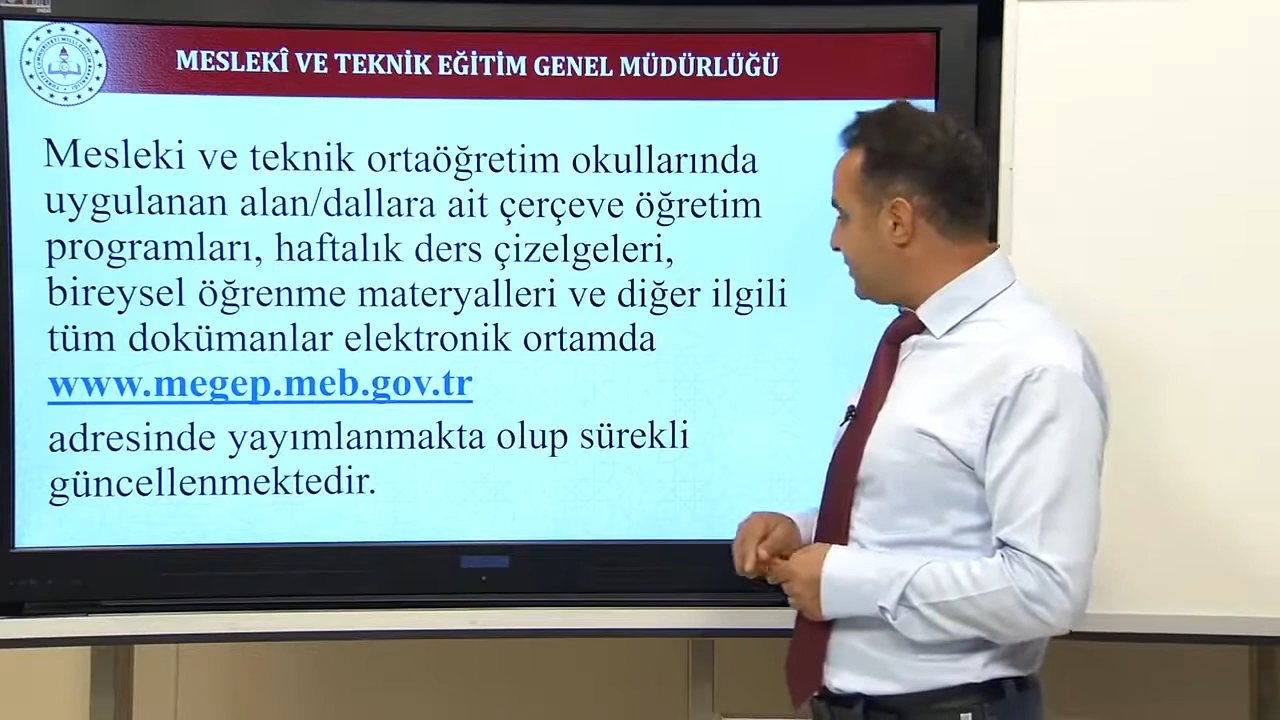 MESLEKÎ VE TEKNİK EĞİTİM GENEL MÜDÜRLÜĞÜ
Mesleki ve teknik ortaöğretim okullarında
uygulanan alan/dallara ait çerçeve öğretim
programları, haftalık ders çizelgeleri,
bireysel öğrenme materyalleri ve diğer ilgili
tüm dokümanlar elektronik ortamda
www.megep.meb.gov.tr
adresinde yayımlanmakta olup sürekli
güncellenmektedir.